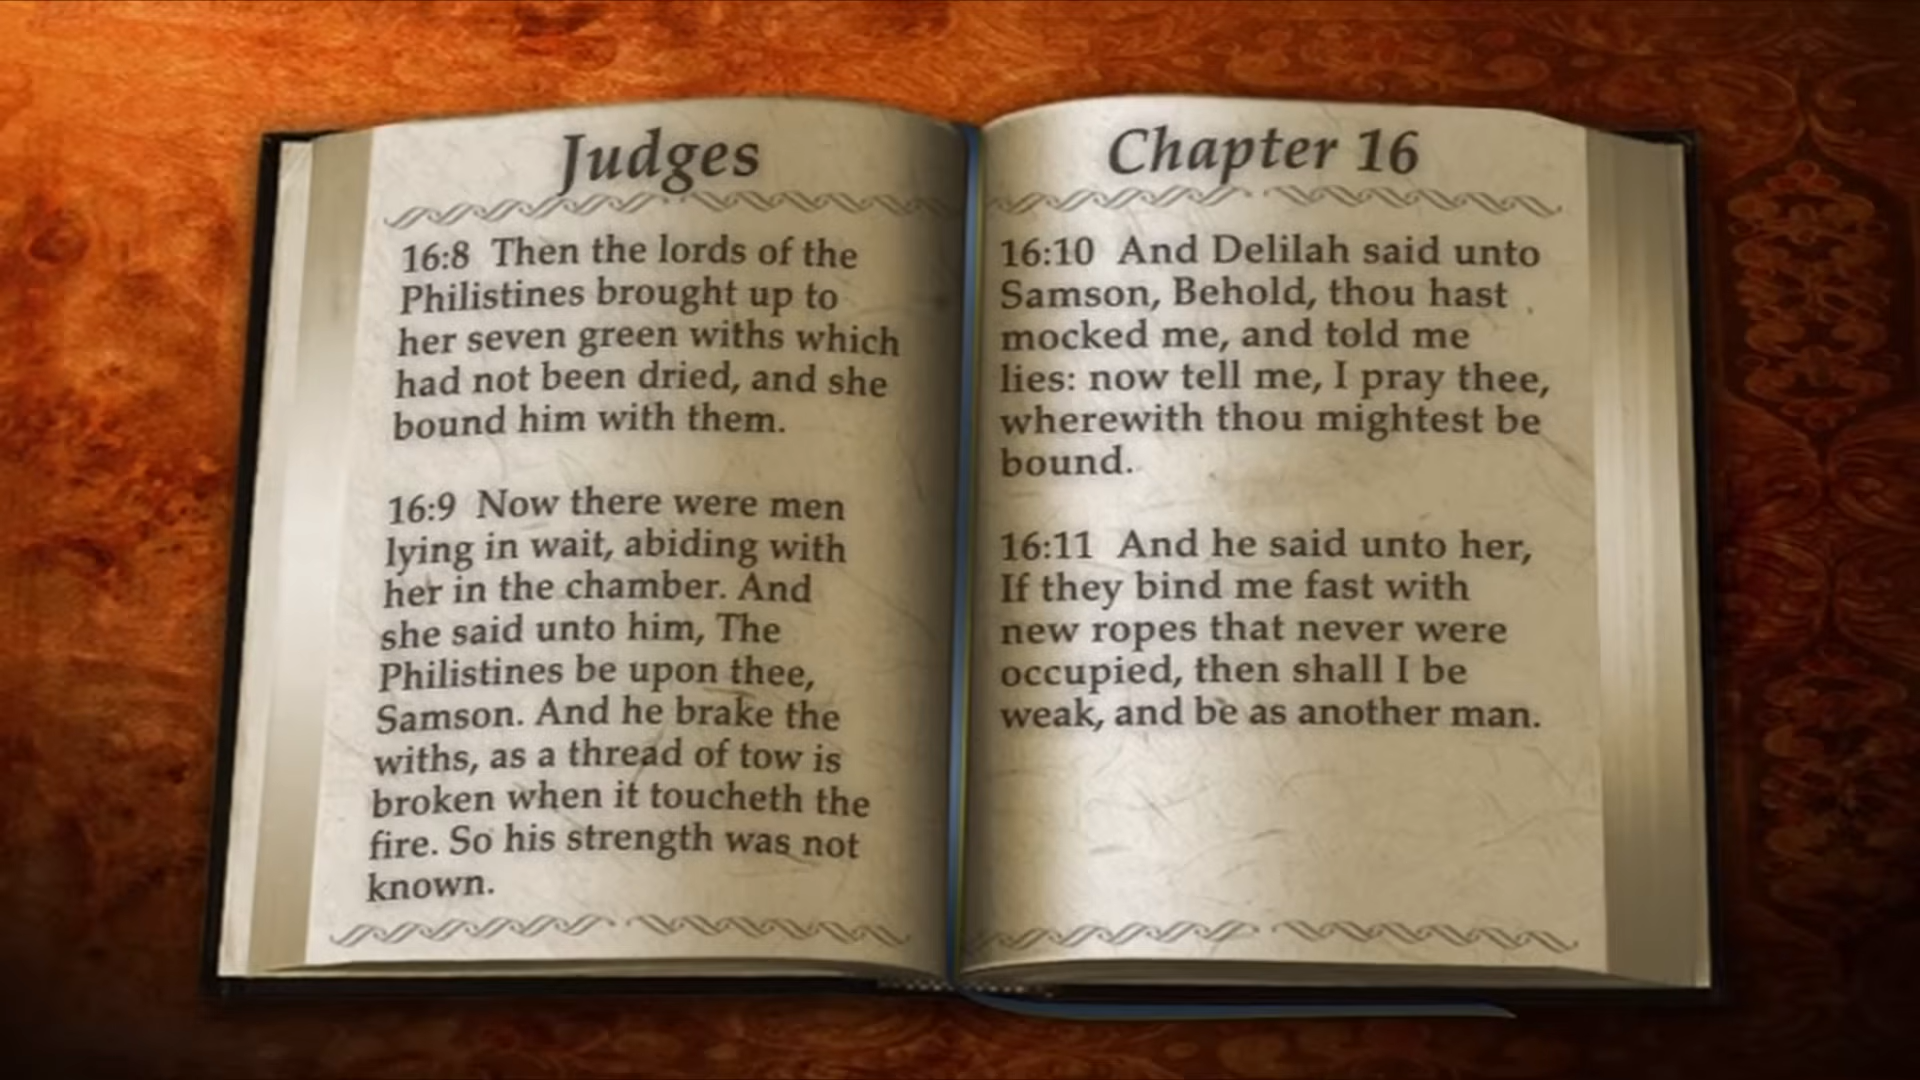 Judges
16:8 Then the lords of the
Philistines brought up to
her seven green withs which
had not been dried, and she
bound him with them.
16:9 Now there were men
lying in wait, abiding with
her in the chamber. And
she said unto him, The
Philistines be upon thee,
Samson. And he brake the
withs, as a thread of tow is
broken when it toucheth the
fire. So his strength was not
known.
Chapter 16
16:10 And Delilah said unto
Samson, Behold, thou hast
mocked me, and told me
lies: now tell me, I pray thee,
wherewith thou mightest be
bound.
16:11 And he said unto her,
If they bind me fast with
new ropes that never were
occupied, then shall I be
weak, and be as another man.